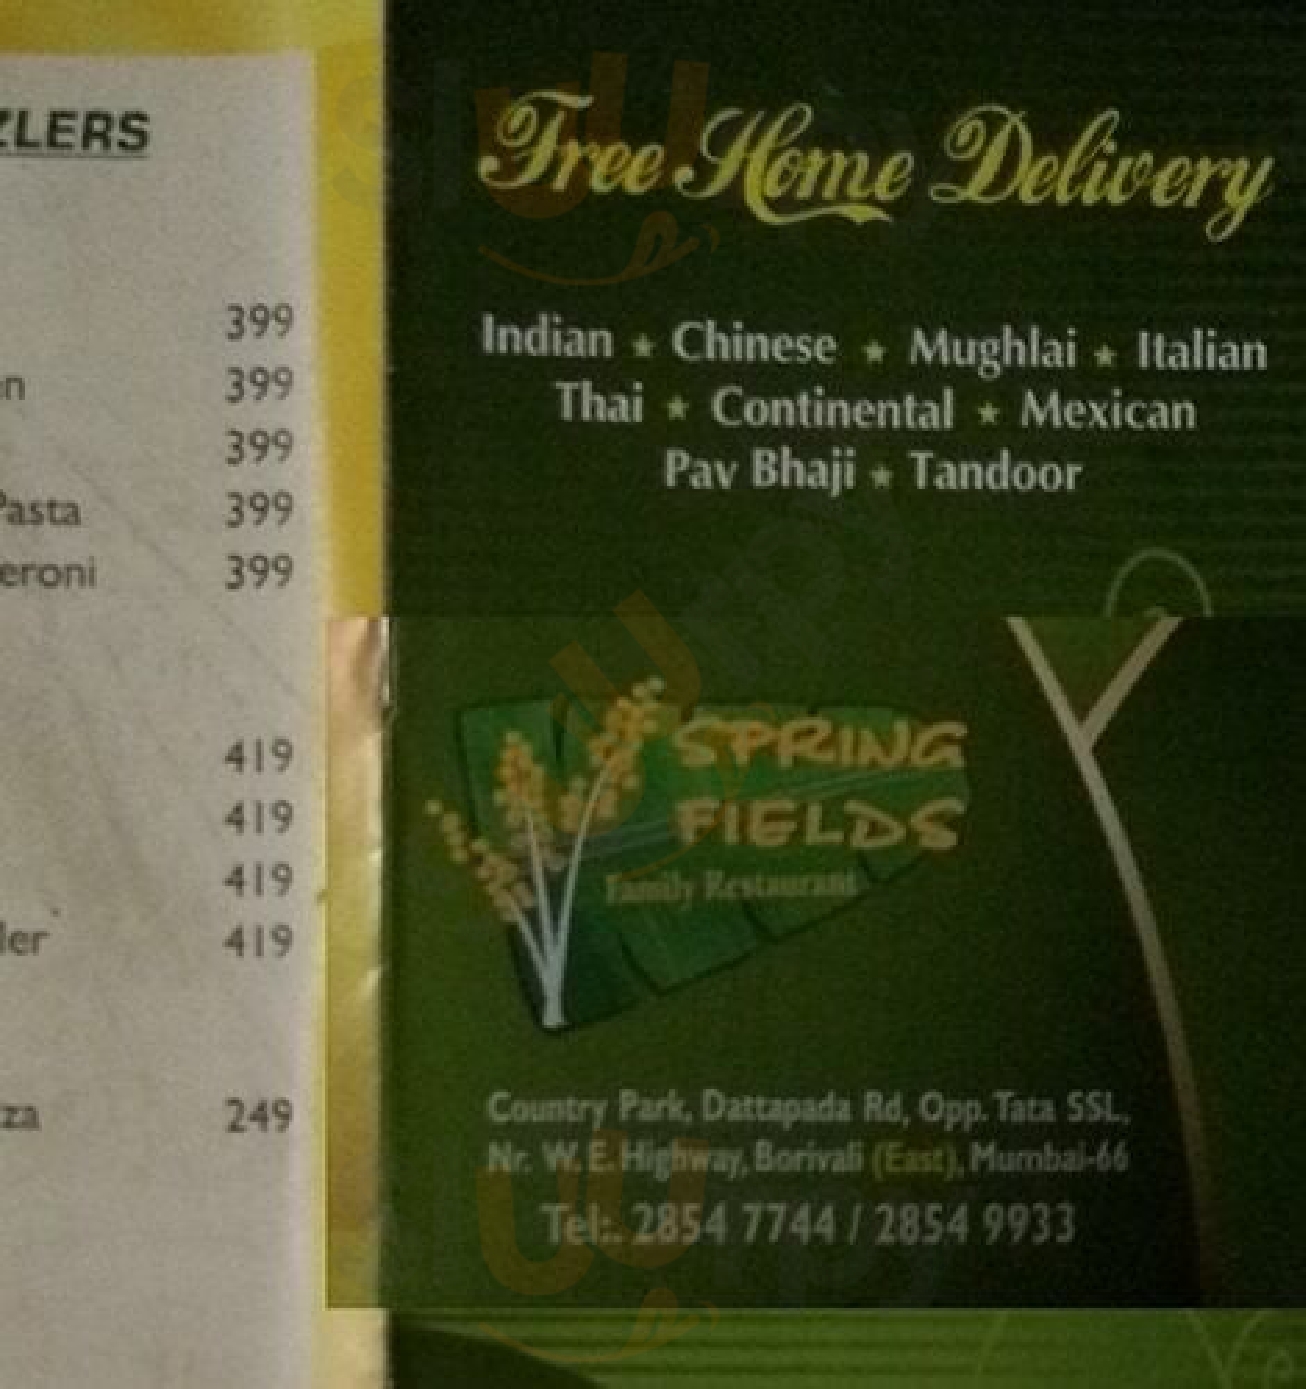 ZLERS
399
n 399
399
Pasta 399
eroni 399
419
419
419
ler 419
za 249
Free Home Delivery
Indian ★ Chinese ★ Mughlai ★ Italian
Thai ★ Continental ★ Mexican
Pav Bhaji ★ Tandoor
SPRING
FIELDS
Family Restaurant
Country Park, Dattapada Rd, Opp. Tata SSL,
Nr. W. E. Highway, Borivali (East), Mumbai-66
Tel:. 2854 7744 / 2854 9933